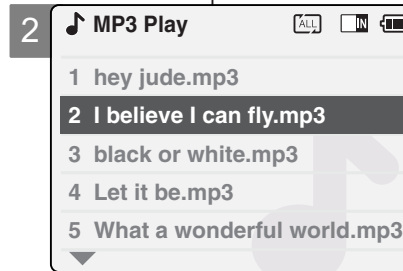 2
MP3 Play ALL IN
1 hey jude.mp3
2 I believe I can fly.mp3
3 black or white.mp3
4 Let it be.mp3
5 What a wonderful world.mp3